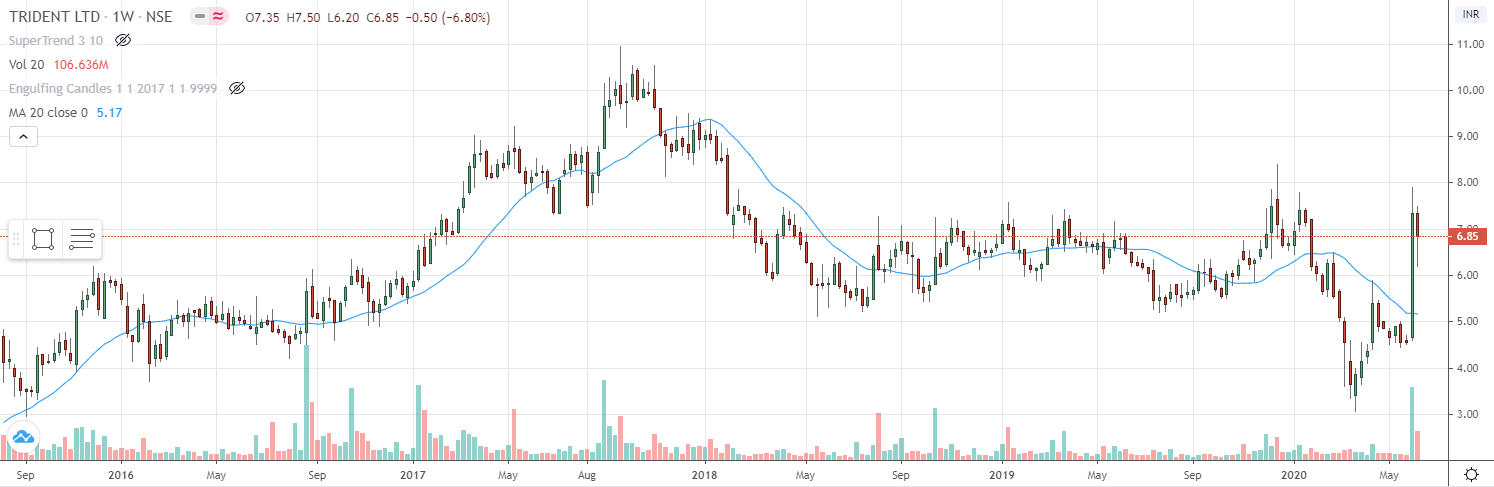 TRIDENT LTD · 1W · NSE O7.35 H7.50 L6.20 C6.85 −0.50 (−6.80%)
INR
SuperTrend 3 10
11.00
Vol 20 106.636M
Engulfing Candles 1 1 2017 1 1 9999
10.00
MA 20 close 0 5.17
9.00
8.00
7.00
6.85
6.00
5.00
4.00
3.00
Sep 2016 May Sep 2017 May Aug 2018 May Sep 2019 May Sep 2020 May